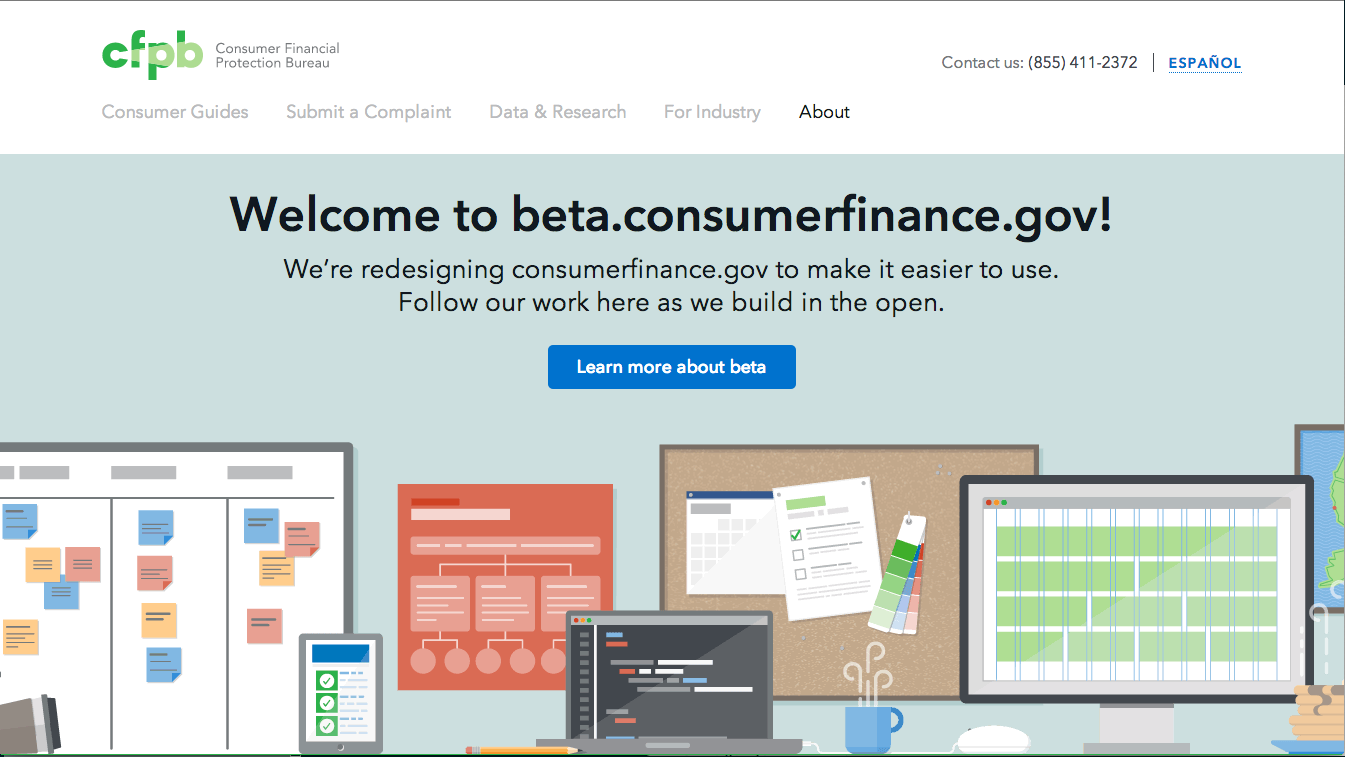 cfpb Consumer Financial
Protection Bureau
Contact us: (855) 411-2372 ESPAÑOL
Consumer Guides Submit a Complaint Data & Research For Industry About
Welcome to beta.consumerfinance.gov!
We’re redesigning consumerfinance.gov to make it easier to use.
Follow our work here as we build in the open.
Learn more about beta